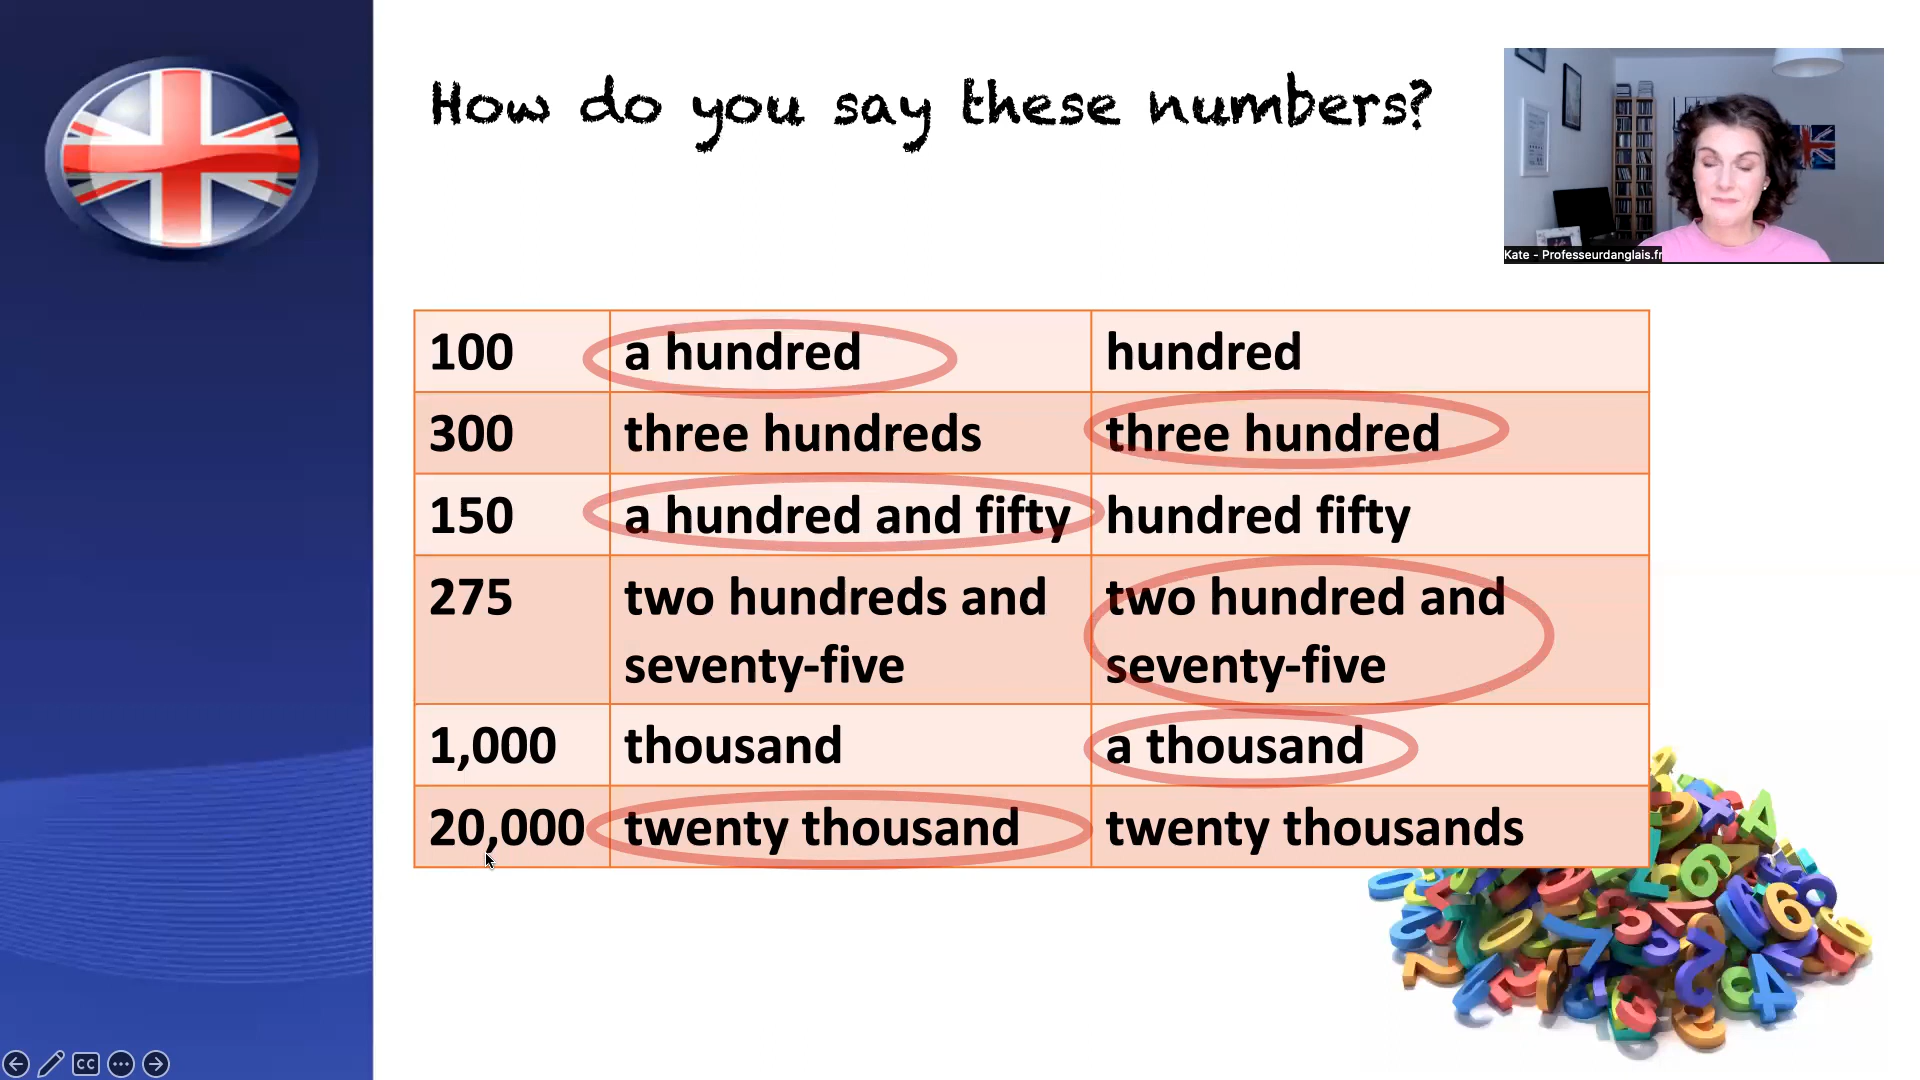 How do you say these numbers?
Kate - Professeurdanglais.fr
100 a hundred hundred
300 three hundreds three hundred
150 a hundred and fifty hundred fifty
275 two hundreds and two hundred and
seventy-five seventy-five
1,000 thousand a thousand
20,000 twenty thousand twenty thousands
CC